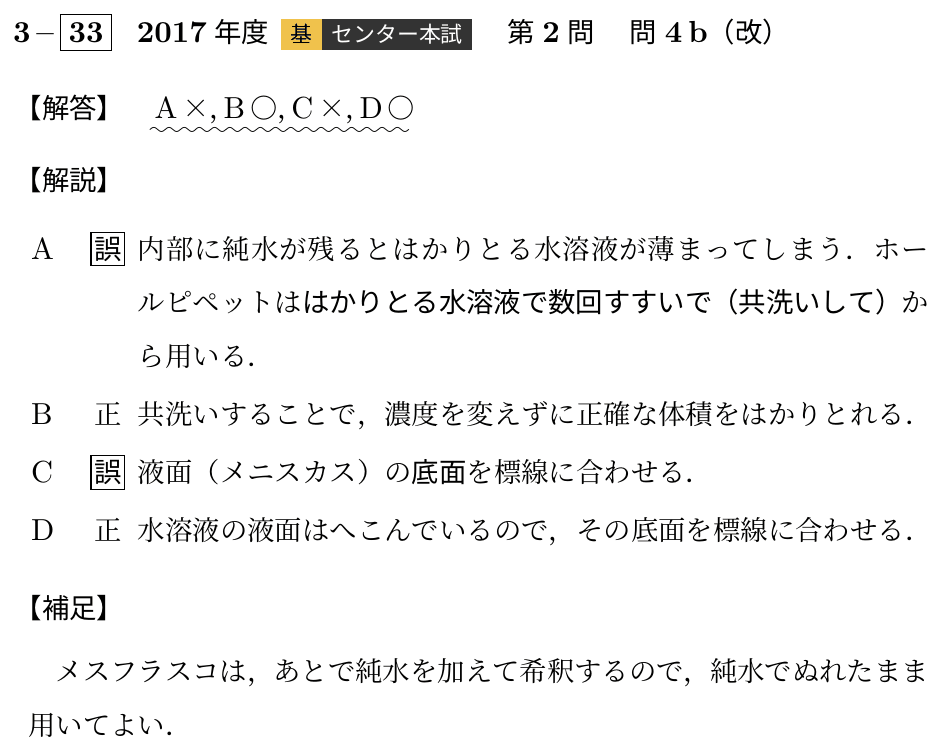 3−33 2017 年度 基 センター本試 第 2 問 問 4 b（改）
【解答】 A ×, B ○, C ×, D ○
【解説】
A 誤 内部に純水が残るとはかりとる水溶液が薄まってしまう．ホー
ルピペットははかりとる水溶液で数回すすいで（共洗いして）か
ら用いる．
B 正 共洗いすることで，濃度を変えずに正確な体積をはかりとれる．
C 誤 液面（メニスカス）の底面を標線に合わせる．
D 正 水溶液の液面はへこんでいるので，その底面を標線に合わせる．
【補足】
メスフラスコは，あとで純水を加えて希釈するので，純水でぬれたまま
用いてよい．